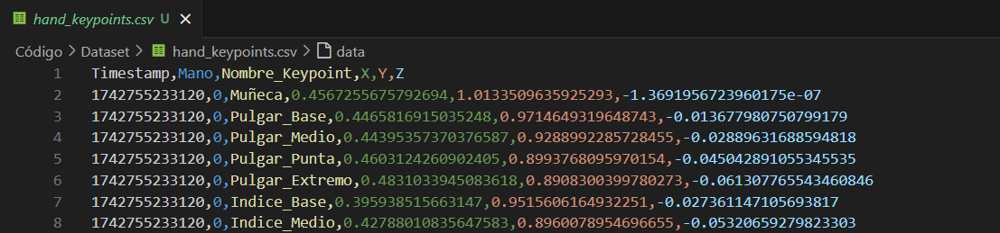 hand_keypoints.csv U ×
Código > Dataset > hand_keypoints.csv > data
1 Timestamp,Mano,Nombre_Keypoint,X,Y,Z
2 1742755233120,0,Muñeca,0.4567255675792694,1.0133509635925293,-1.3691956723960175e-07
3 1742755233120,0,Pulgar_Base,0.4465816915035248,0.9714649319648743,-0.013677980750799179
4 1742755233120,0,Pulgar_Medio,0.44395357370376587,0.9288992285728455,-0.02889631688594818
5 1742755233120,0,Pulgar_Punta,0.4603124260902405,0.8993768095970154,-0.045042891055345535
6 1742755233120,0,Pulgar_Extremo,0.4831033945083618,0.8908300399780273,-0.061307765543460846
7 1742755233120,0,Indice_Base,0.395938515663147,0.9515606164932251,-0.027361147105693817
8 1742755233120,0,Indice_Medio,0.42788010835647583,0.8960078954696655,-0.05320659279823303